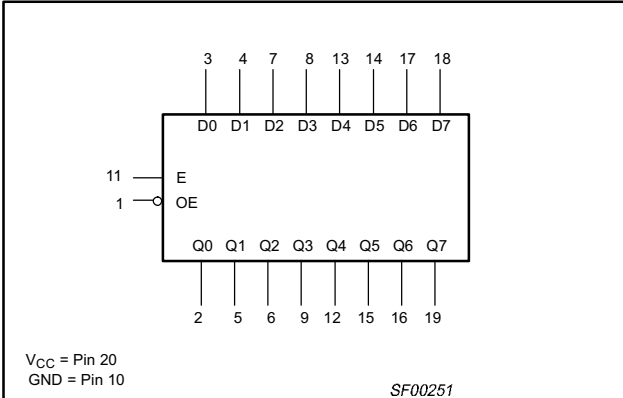 3 4 7 8 13 14 17 18
D0 D1 D2 D3 D4 D5 D6 D7
11 E
1 OE
Q0 Q1 Q2 Q3 Q4 Q5 Q6 Q7
2 5 6 9 12 15 16 19
VCC = Pin 20
GND = Pin 10
SF00251